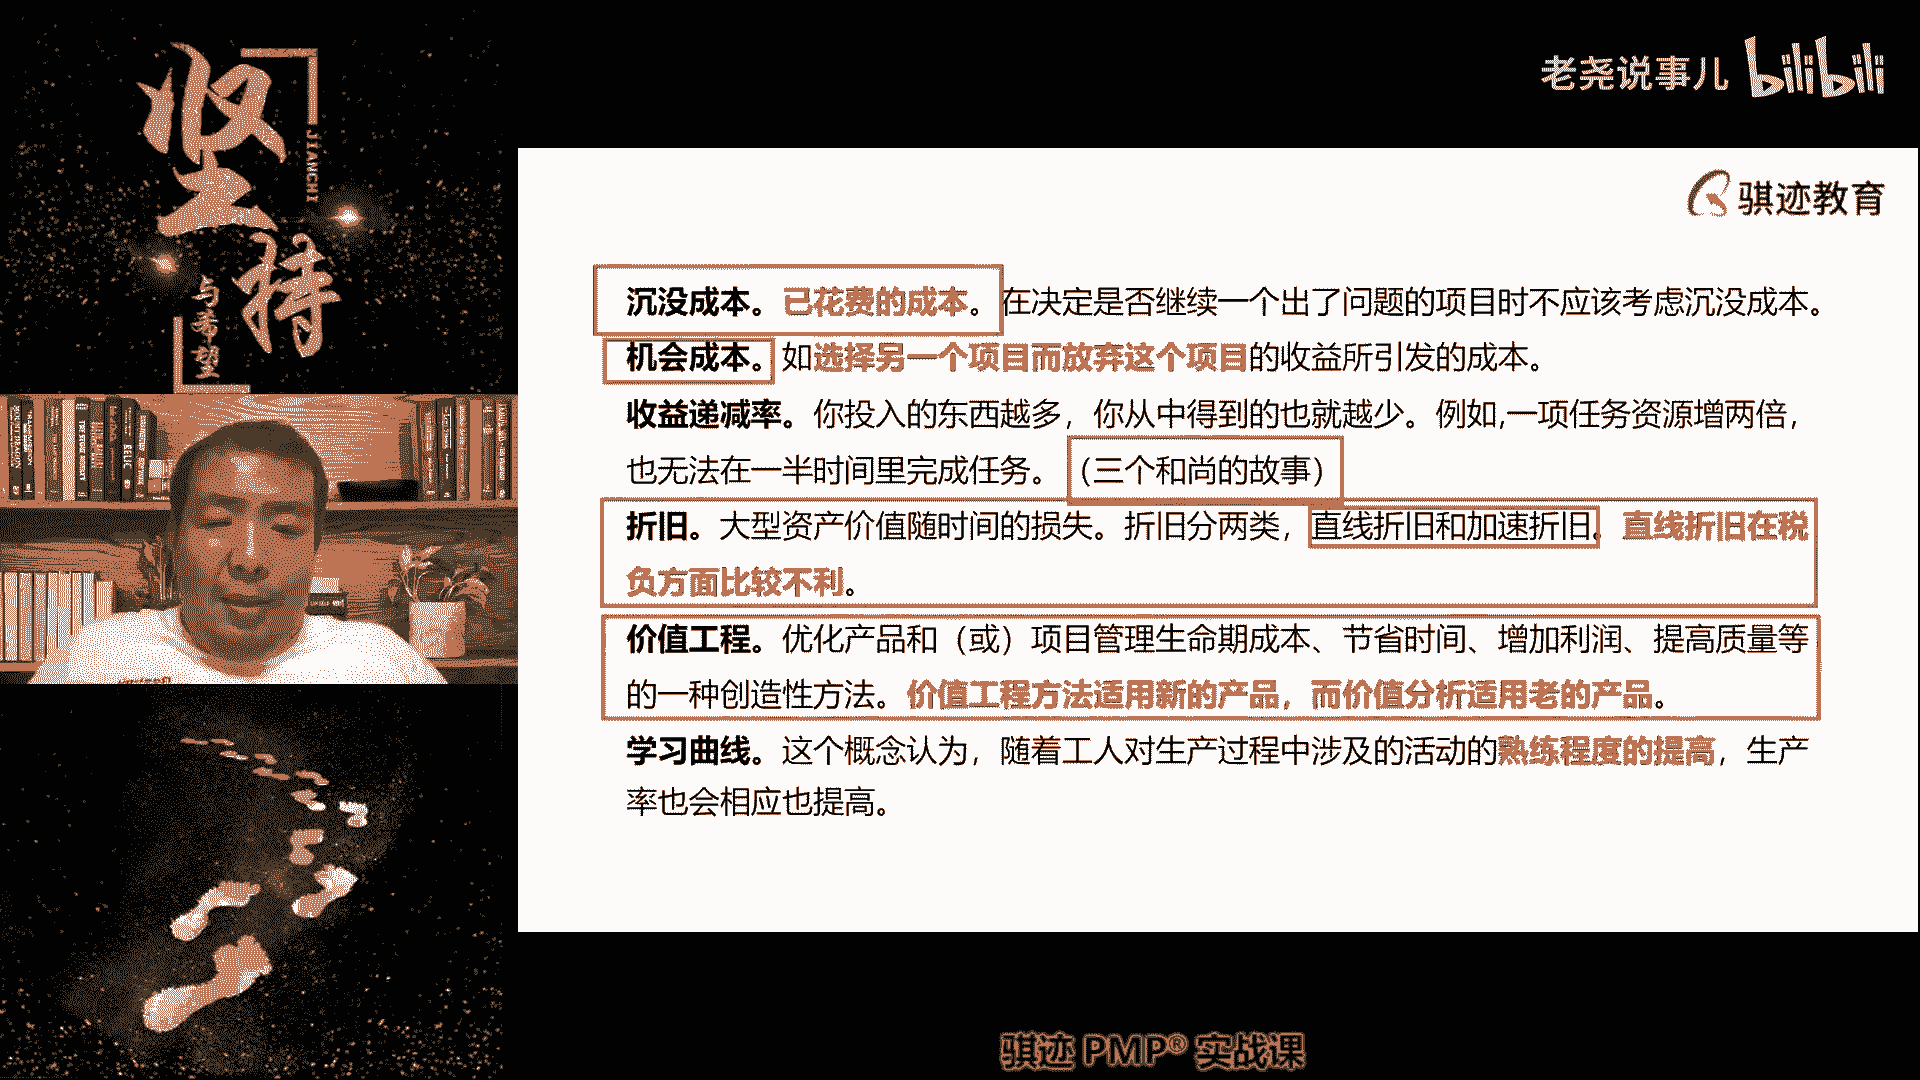 坚持
JIANCHI
与希望
老尧说事儿 bilibili
骐迹教育
沉没成本。已花费的成本。在决定是否继续一个出了问题的项目时不应该考虑沉没成本。
机会成本。如选择另一个项目而放弃这个项目的收益所引发的成本。
收益递减率。你投入的东西越多，你从中得到的也就越少。例如,一项任务资源增两倍，
也无法在一半时间里完成任务。（三个和尚的故事）
折旧。大型资产价值随时间的损失。折旧分两类，直线折旧和加速折旧。直线折旧在税
负方面比较不利。
价值工程。优化产品和（或）项目管理生命期成本、节省时间、增加利润、提高质量等
的一种创造性方法。价值工程方法适用新的产品，而价值分析适用老的产品。
学习曲线。这个概念认为，随着工人对生产过程中涉及的活动的熟练程度的提高，生产
率也会相应也提高。
骐迹 PMP® 实战课